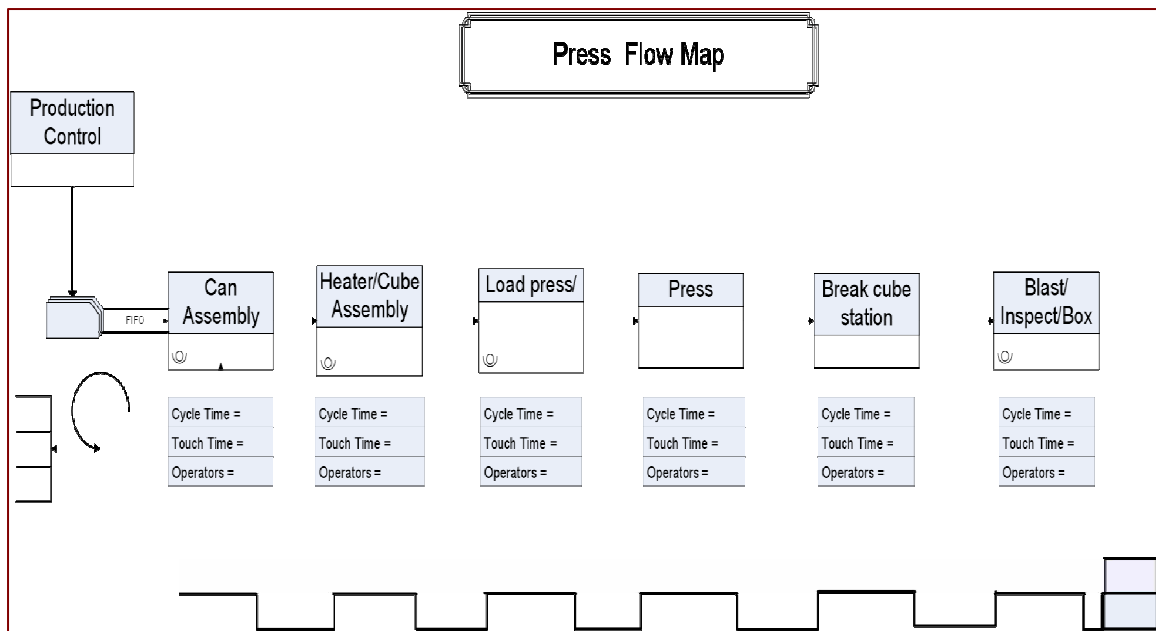 Press Flow Map
Production
Control
FIFO
Can
Assembly
Heater/Cube
Assembly
Load press/
Press
Break cube
station
Blast/
Inspect/Box
Cycle Time =
Touch Time =
Operators =
Cycle Time =
Touch Time =
Operators =
Cycle Time =
Touch Time =
Operators =
Cycle Time =
Touch Time =
Operators =
Cycle Time =
Touch Time =
Operators =
Cycle Time =
Touch Time =
Operators =